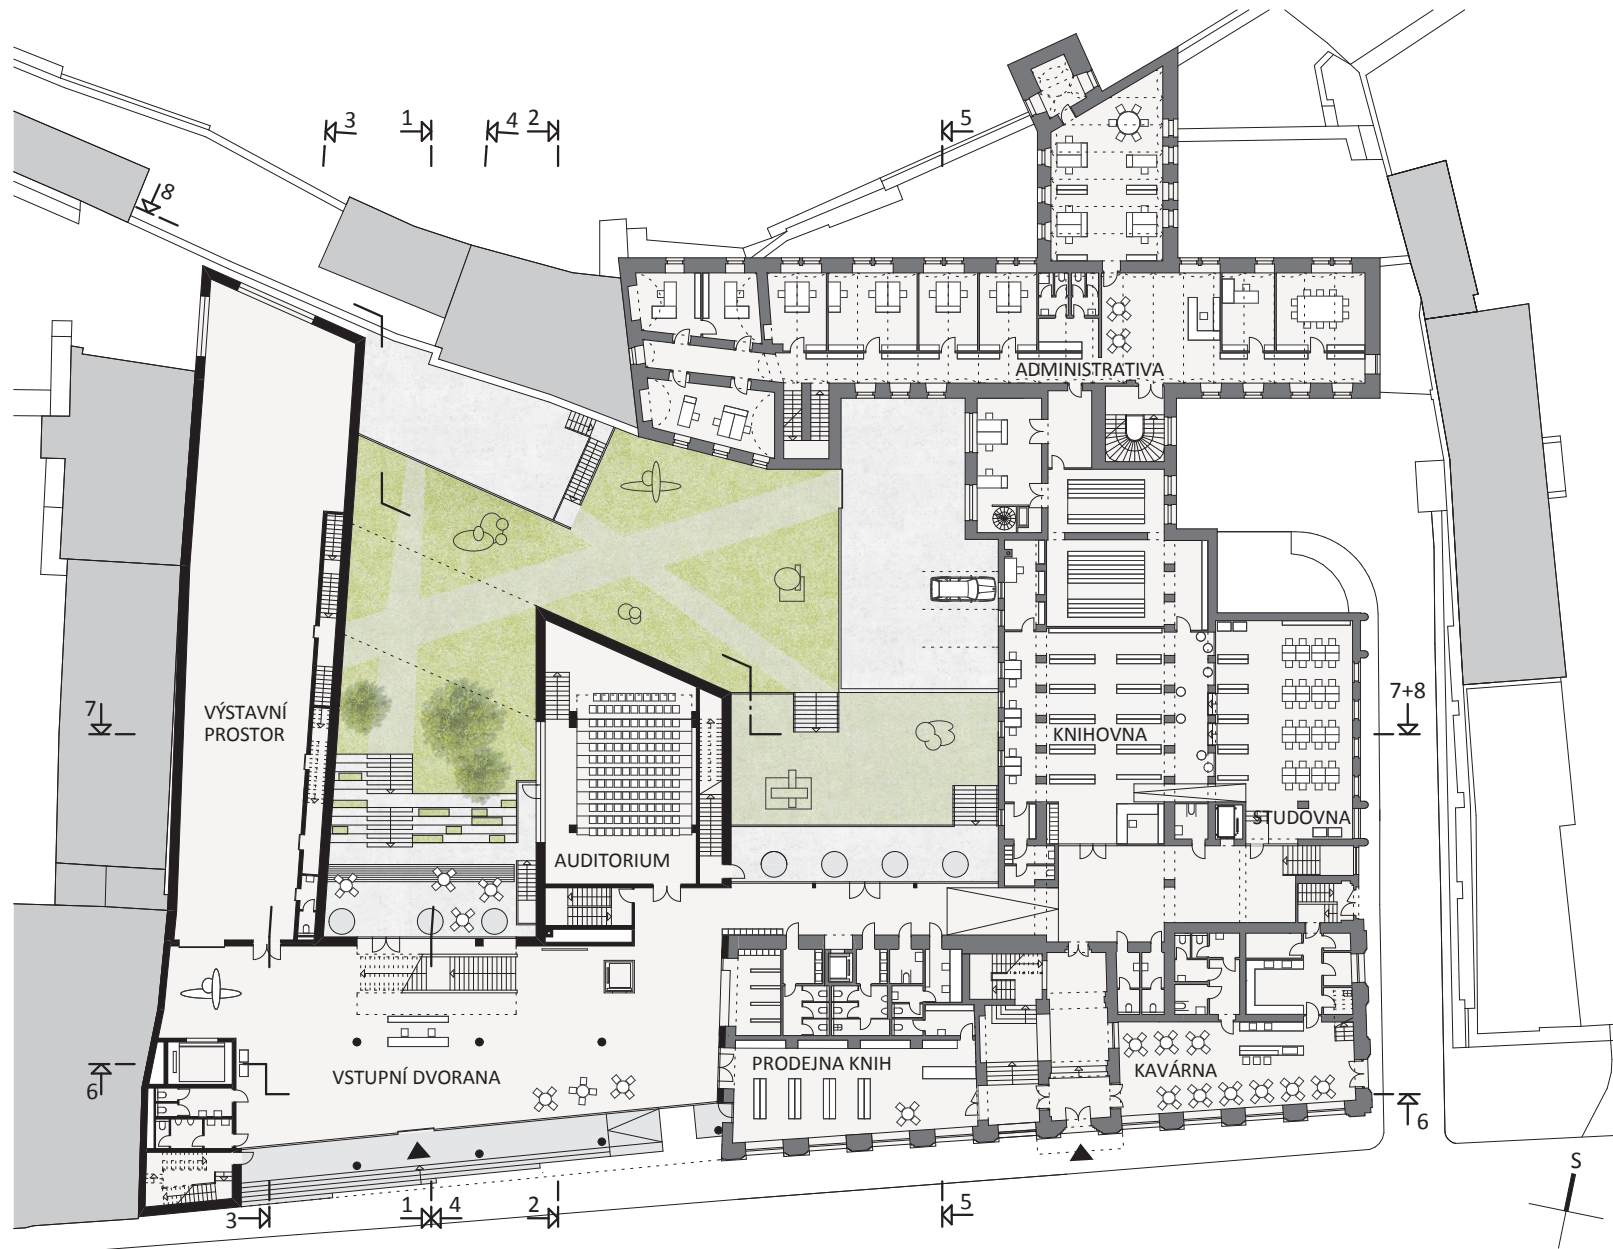 3
1
4
2
5
8
ADMINISTRATIVA
7
VÝSTAVNÍ
PROSTOR
7+8
KNIHOVNA
STUDOVNA
AUDITORIUM
6
VSTUPNÍ DVORANA
PRODEJNA KNIH
KAVÁRNA
6
S
3
1
4
2
5